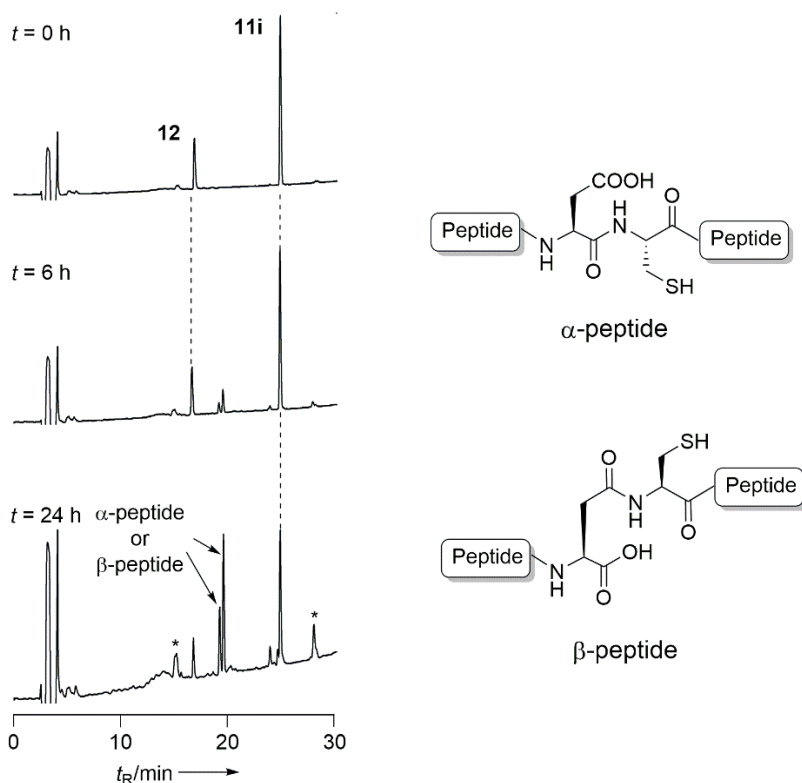 t = 0 h
11i
12
t = 6 h
t = 24 h
α-peptide
or
β-peptide
*
*
0
10
20
30
tR/min
COOH
O
H
N
Peptide
N
H
O
SH
Peptide
α-peptide
SH
O
N
H
O
Peptide
Peptide
N
H
OH
O
β-peptide